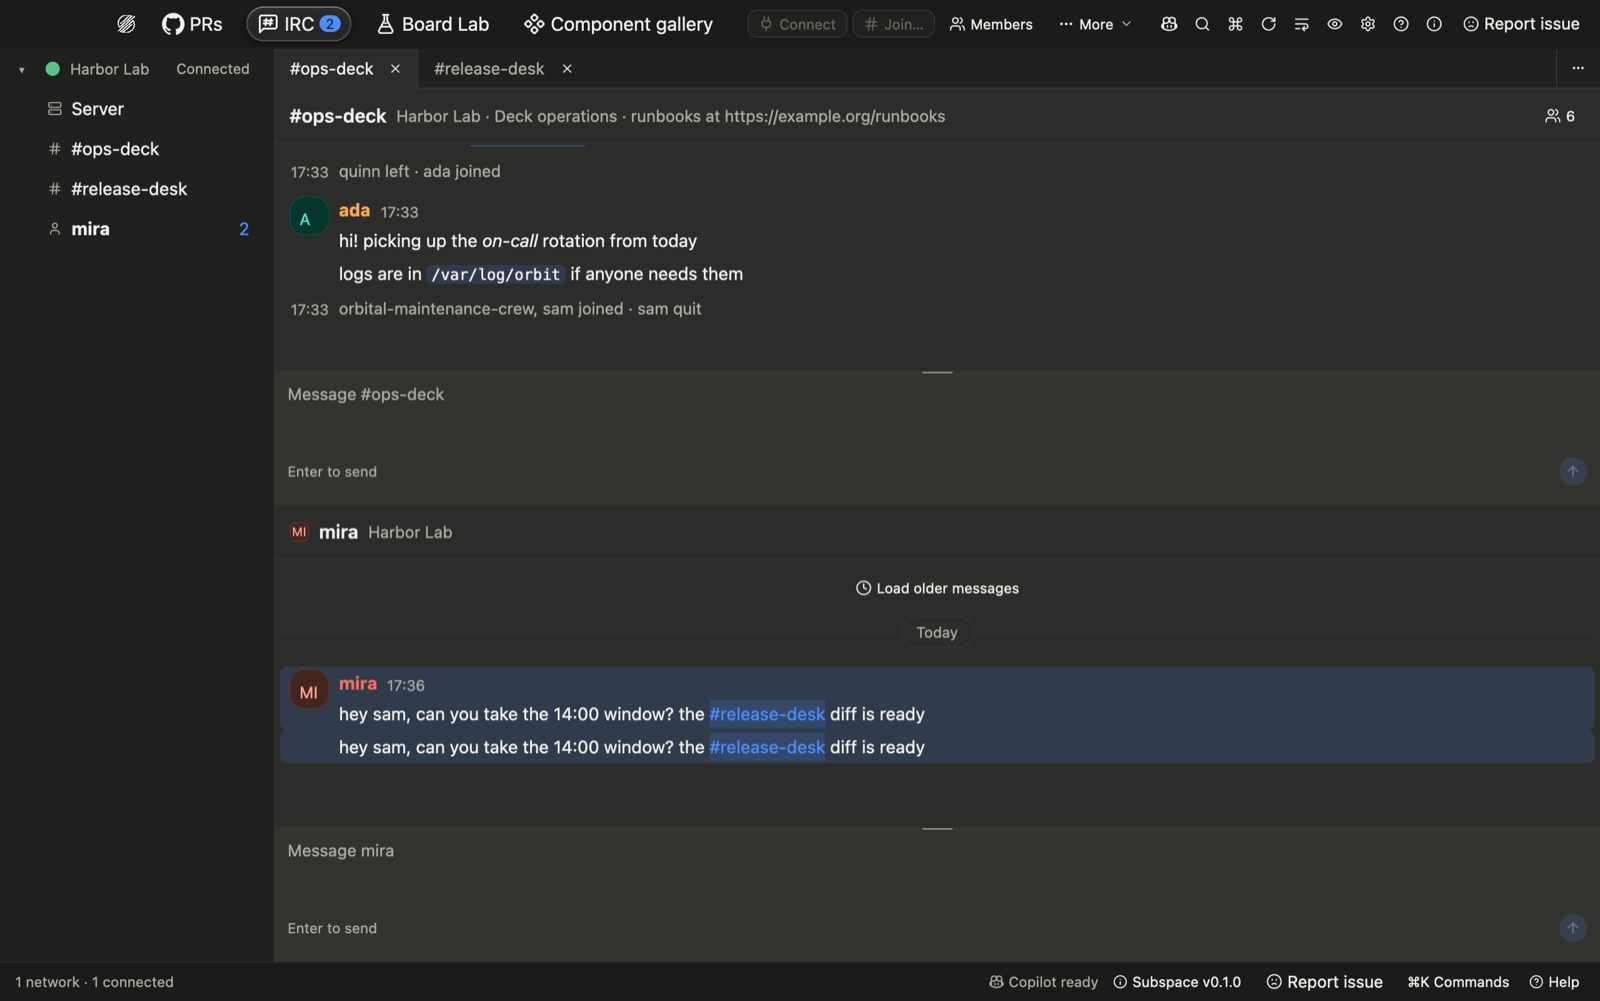 PRs
IRC 2
Board Lab
Component gallery
Connect
# Join...
Members
··· More
Report issue
Harbor Lab Connected
Server
# #ops-deck
# #release-desk
mira 2
#ops-deck ×
#release-desk ×
···
#ops-deck Harbor Lab · Deck operations · runbooks at https://example.org/runbooks
6
17:33 quinn left · ada joined
A
ada 17:33
hi! picking up the on-call rotation from today
logs are in /var/log/orbit if anyone needs them
17:33 orbital-maintenance-crew, sam joined · sam quit
Message #ops-deck
Enter to send
MI mira Harbor Lab
Load older messages
Today
MI
mira 17:36
hey sam, can you take the 14:00 window? the #release-desk diff is ready
hey sam, can you take the 14:00 window? the #release-desk diff is ready
Message mira
Enter to send
1 network · 1 connected
Copilot ready
Subspace v0.1.0
Report issue
⌘K Commands
Help